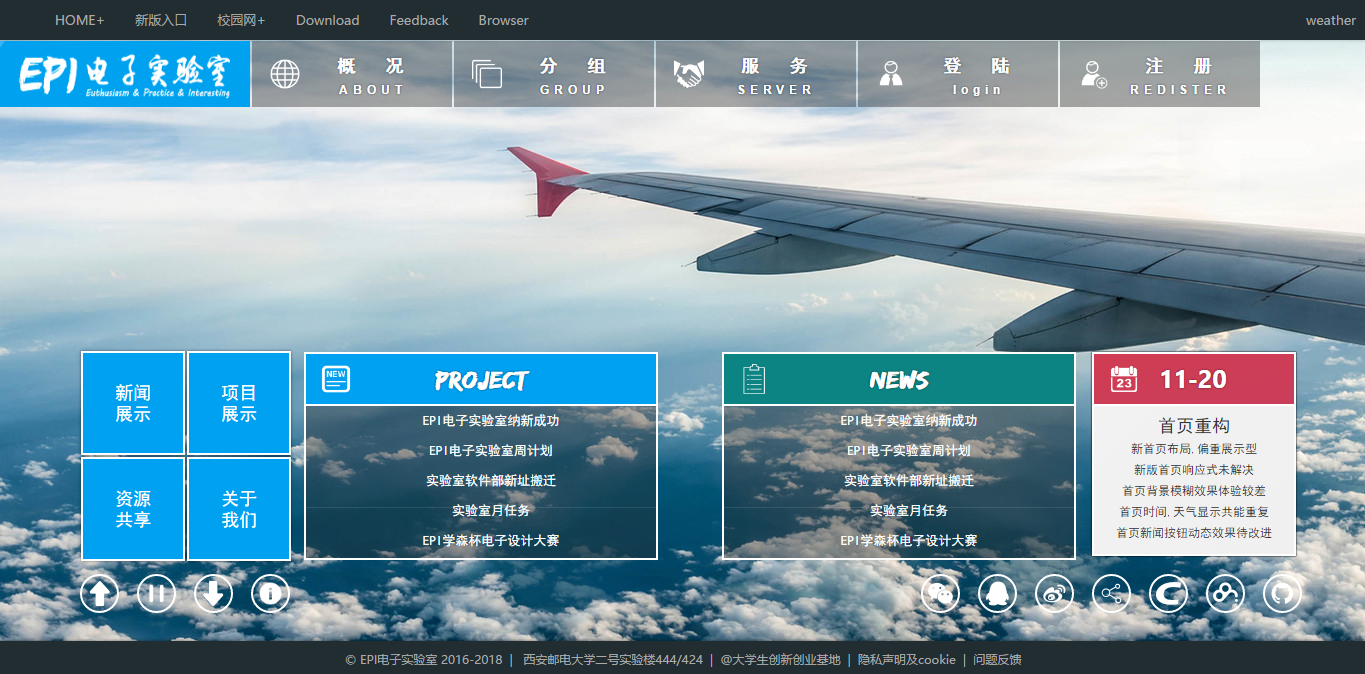 HOME+ 新版入口 校园网+ Download Feedback Browser weather
EPI电子实验室
Euthusiasm & Practice & Interesting
概 况
ABOUT
分 组
GROUP
服 务
SERVER
登 陆
login
注 册
REDISTER
新闻
展示
项目
展示
资源
共享
关于
我们
NEW
PROJECT
EPI电子实验室纳新成功
EPI电子实验室周计划
实验室软件部新址搬迁
实验室月任务
EPI学森杯电子设计大赛
NEWS
EPI电子实验室纳新成功
EPI电子实验室周计划
实验室软件部新址搬迁
实验室月任务
EPI学森杯电子设计大赛
23
11-20
首页重构
新首页布局, 偏重展示型
新版首页响应式未解决
首页背景模糊效果体验较差
首页时间, 天气显示共能重复
首页新闻按钮动态效果待改进
© EPI电子实验室 2016-2018 | 西安邮电大学二号实验楼444/424 | @大学生创新创业基地 | 隐私声明及cookie | 问题反馈